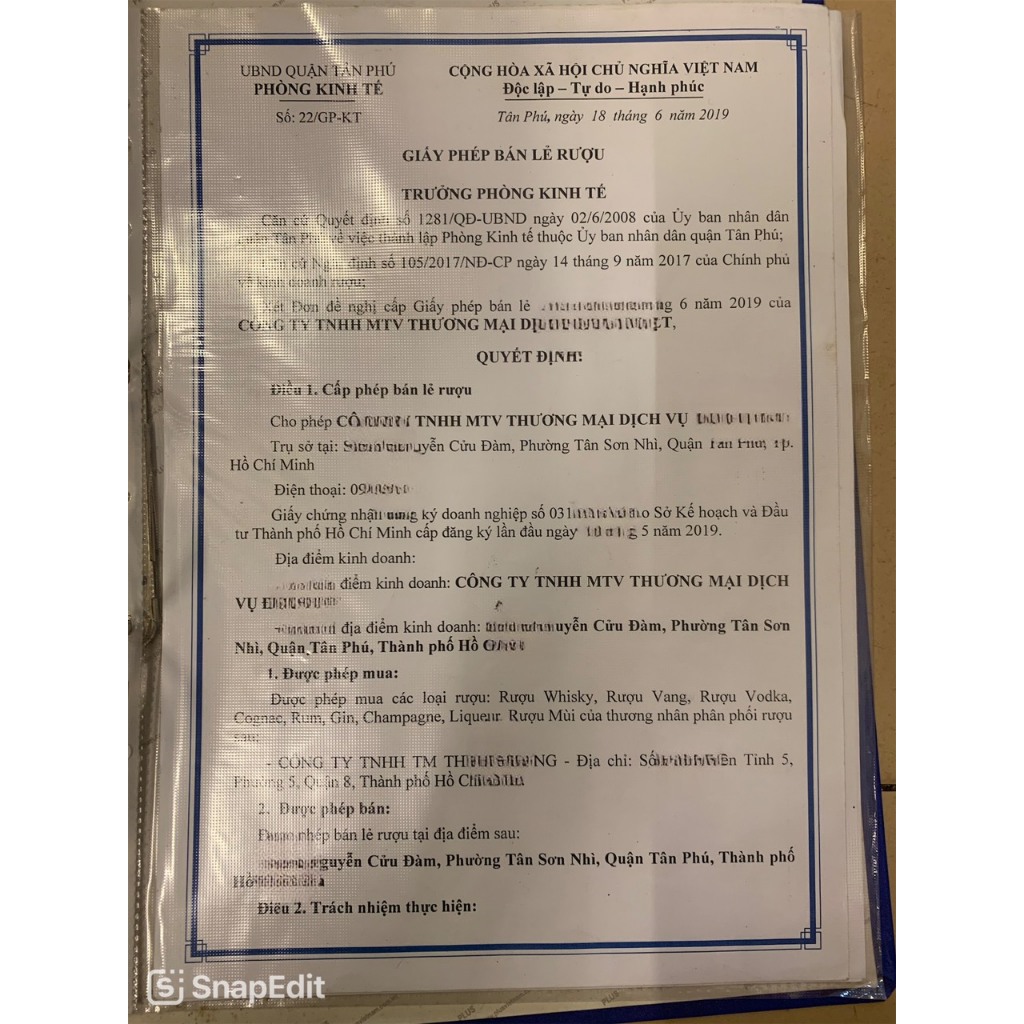 UBND QUẬN TÂN PHÚ
PHÒNG KINH TẾ
Số: 22/GP-KT
CỘNG HÒA XÃ HỘI CHỦ NGHĨA VIỆT NAM
Độc lập – Tự do – Hạnh phúc
Tân Phú, ngày 18 tháng 6 năm 2019
GIẤY PHÉP BÁN LẺ RƯỢU
TRƯỞNG PHÒNG KINH TẾ
Căn cứ Quyết định số 1281/QĐ-UBND ngày 02/6/2008 của Ủy ban nhân dân
quận Tân Phú về việc thành lập Phòng Kinh tế thuộc Ủy ban nhân dân quận Tân Phú;
Căn cứ Nghị định số 105/2017/NĐ-CP ngày 14 tháng 9 năm 2017 của Chính phủ
về kinh doanh rượu;
Xét Đơn đề nghị cấp Giấy phép bán lẻ 6 năm 2019 của
CÔNG TY TNHH MTV THƯƠNG MẠI
QUYẾT ĐỊNH:
Điều 1. Cấp phép bán lẻ rượu
Cho phép TNHH MTV THƯƠNG MẠI DỊCH VỤ
Trụ sở tại: Cửu Đàm, Phường Tân Sơn Nhì, Quận Tân Phú, Tp.
Hồ Chí Minh
Điện thoại: 09
Giấy chứng nhận ký doanh nghiệp số 031 Sở Kế hoạch và Đầu
tư Thành phố Hồ Chí Minh cấp đăng ký lần đầu ngày 5 năm 2019.
Địa điểm kinh doanh:
điểm kinh doanh: CÔNG TY TNHH MTV THƯƠNG MẠI DỊCH
VỤ
địa điểm kinh doanh: Cửu Đàm, Phường Tân Sơn
Nhì, Quận Tân Phú, Thành phố Hồ
1. Được phép mua:
Được phép mua các loại rượu: Rượu Whisky, Rượu Vang, Rượu Vodka,
Cognac, Rum, Gin, Champagne, Liqueur. Rượu Mùi của thương nhân phân phối rượu
sau:
- CÔNG TY TNHH TM - Địa chỉ: Số Tỉnh 5,
Phường 5, Quận 8, Thành phố Hồ
2. Được phép bán:
Được phép bán lẻ rượu tại địa điểm sau:
Cửu Đàm, Phường Tân Sơn Nhì, Quận Tân Phú, Thành phố
Hồ
Điều 2. Trách nhiệm thực hiện:
SnapEdit